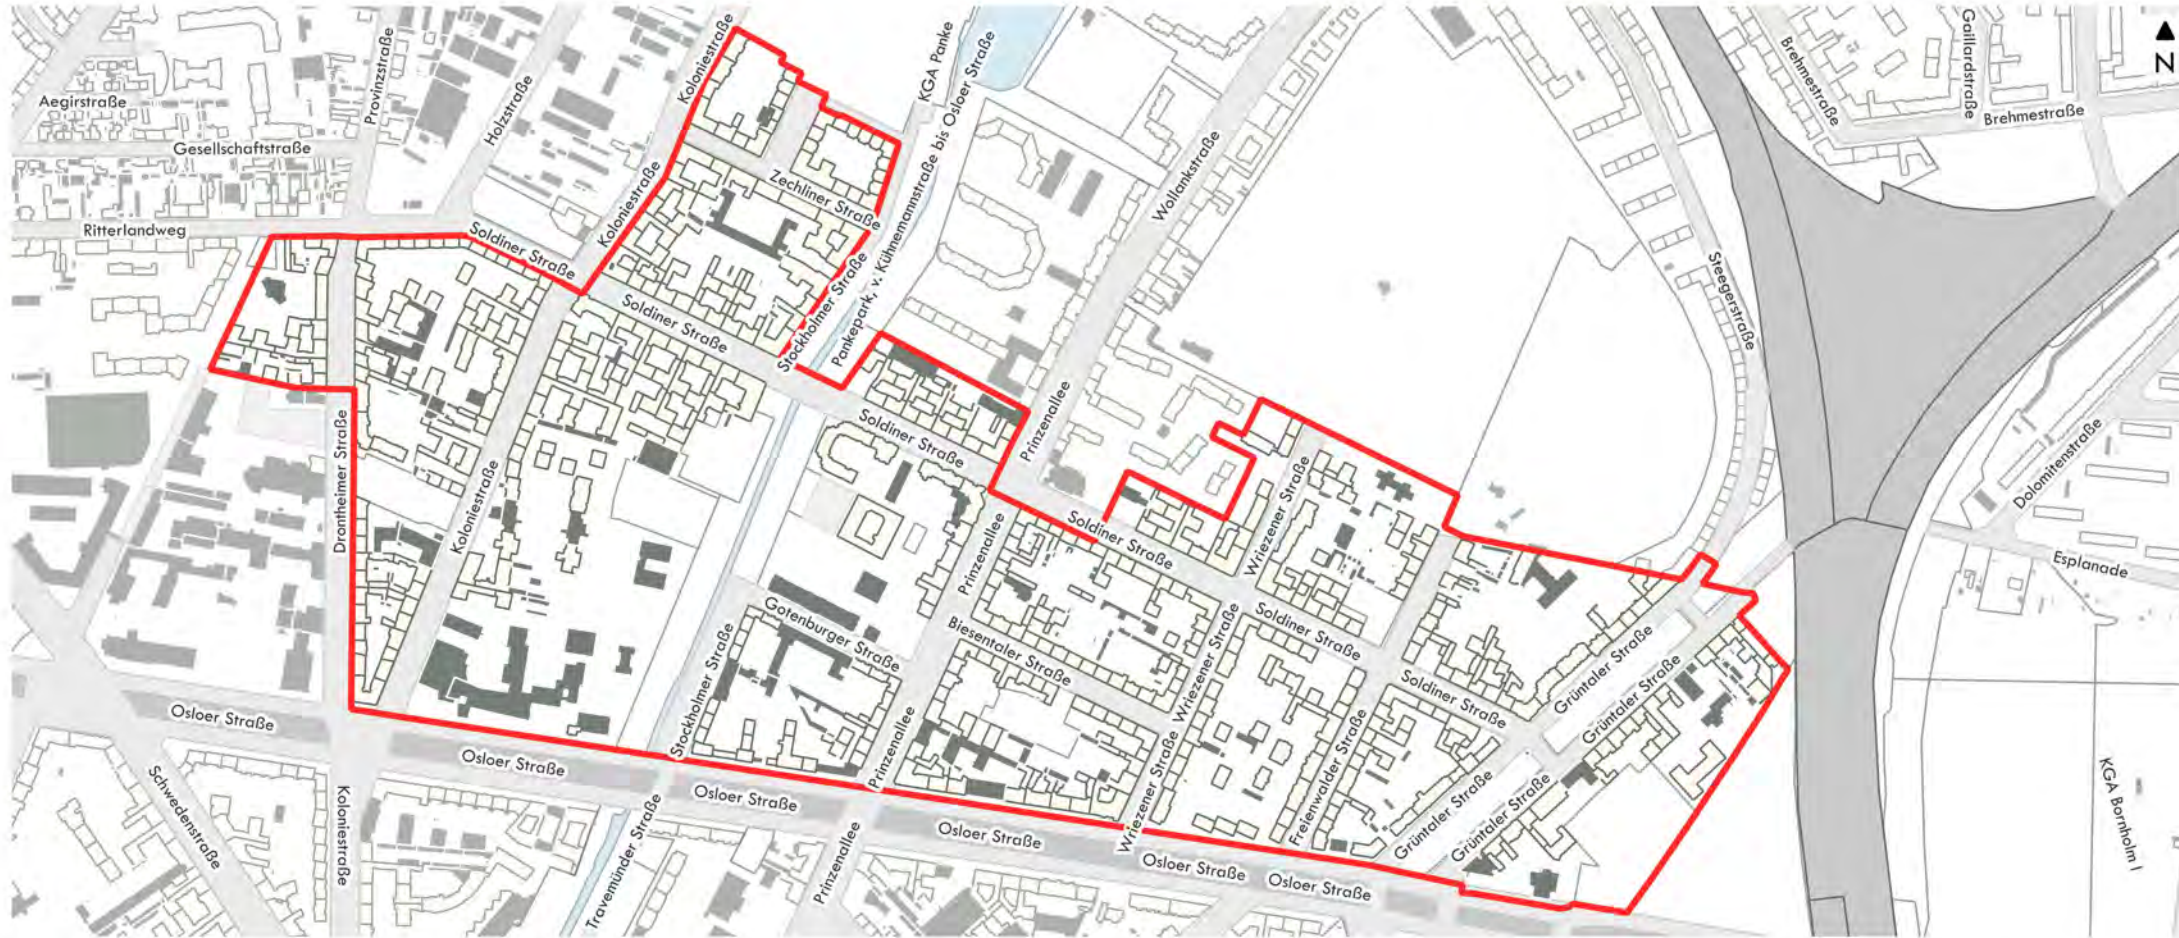 Koloniestraße
KGA Panke
Gaillardstraße
Brehmestraße
N
Provinzstraße
Aegirstraße
Holzstraße
Brehmestraße
Gesellschaftstraße
Wollankstraße
Pankepark, v. Kühnemannstraße bis Osloer Straße
Zechliner Straße
Koloniestraße
Ritterlandweg
Soldiner Straße
Stockholmer Straße
Steegerstraße
Soldiner Straße
Prinzenallee
Soldiner Straße
Drontheimer Straße
Koloniestraße
Wriezener Straße
Dolomitenstraße
Soldiner Straße
Prinzenallee
Esplanade
Gotenburger Straße
Biesentaler Straße
Wriezener Straße
Soldiner Straße
Grüntaler Straße
Grüntaler Straße
Soldiner Straße
Stockholmer Straße
Osloer Straße
Prinzenallee
Wriezener Straße
Freienwalder Straße
Osloer Straße
Osloer Straße
Grüntaler Straße
Grüntaler Straße
Schwedenstraße
Koloniestraße
Travemünder Straße
Prinzenallee
Osloer Straße
Osloer Straße
Osloer Straße
KGA Bornholm I